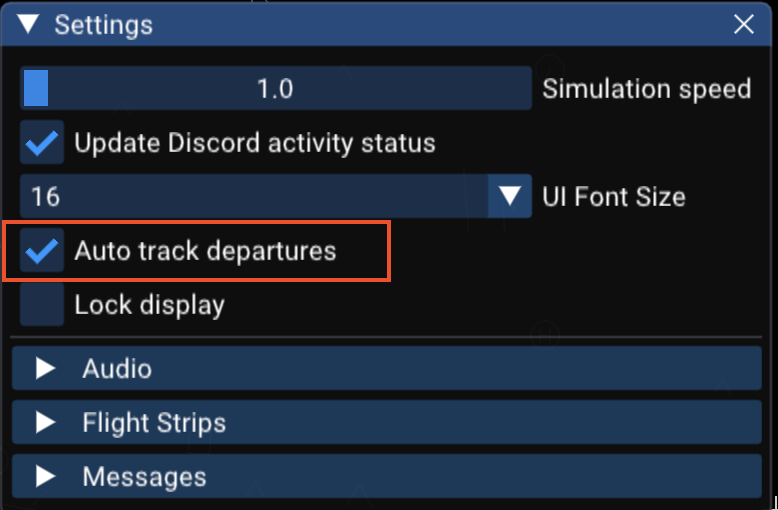 Settings
1.0 Simulation speed
Update Discord activity status
16 UI Font Size
Auto track departures
Lock display
Audio
Flight Strips
Messages